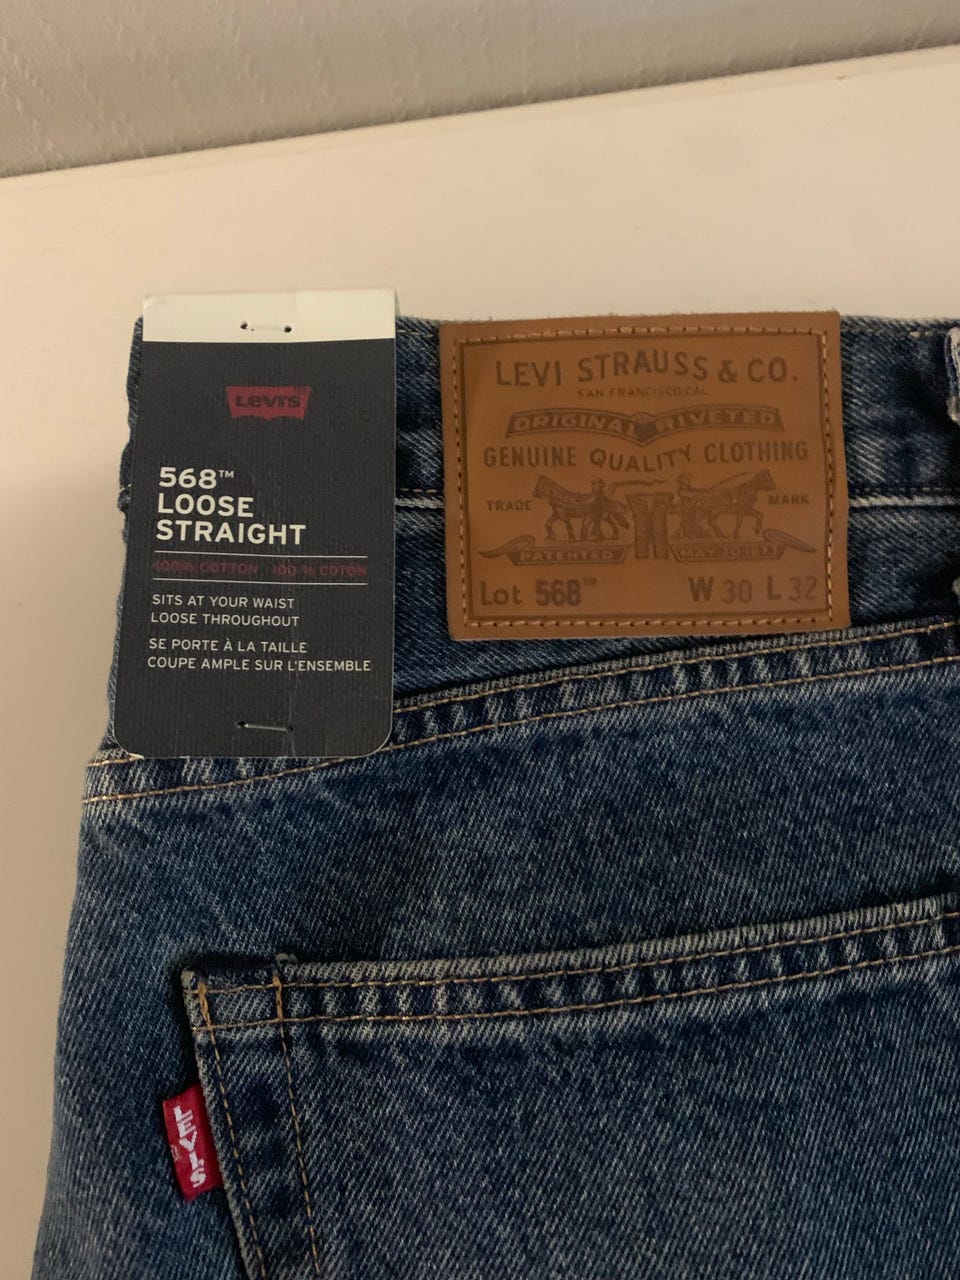 Levi's
568™
LOOSE
STRAIGHT
100% COTTON 100 % COTON
SITS AT YOUR WAIST
LOOSE THROUGHOUT
SE PORTE À LA TAILLE
COUPE AMPLE SUR L'ENSEMBLE
LEVI STRAUSS & CO.
SAN FRANCISCO,CAL.
ORIGINAL RIVETED
GENUINE QUALITY CLOTHING
TRADE MARK
PATENTED MAY 20 1873
Lot 568™ W 30 L 32
LEVI'S